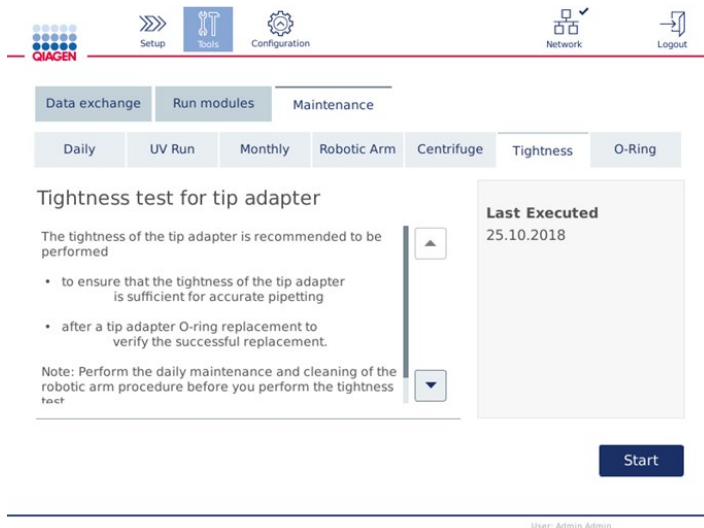 QIAGEN
Setup
Tools
Configuration
Network
Logout
Data exchange
Run modules
Maintenance
Daily
UV Run
Monthly
Robotic Arm
Centrifuge
Tightness
O-Ring
Tightness test for tip adapter
The tightness of the tip adapter is recommended to be
performed
• to ensure that the tightness of the tip adapter
is sufficient for accurate pipetting
• after a tip adapter O-ring replacement to
verify the successful replacement.
Note: Perform the daily maintenance and cleaning of the
robotic arm procedure before you perform the tightness
test
Last Executed
25.10.2018
Start
User: Admin Admin